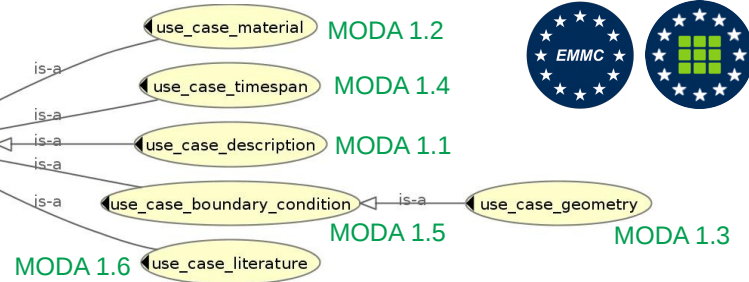 use_case_material
MODA 1.2
EMMC
is-a
use_case_timespan
MODA 1.4
is-a
is-a
use_case_description
MODA 1.1
is-a
is-a
use_case_boundary_condition
is-a
use_case_geometry
MODA 1.5
MODA 1.3
MODA 1.6
use_case_literature